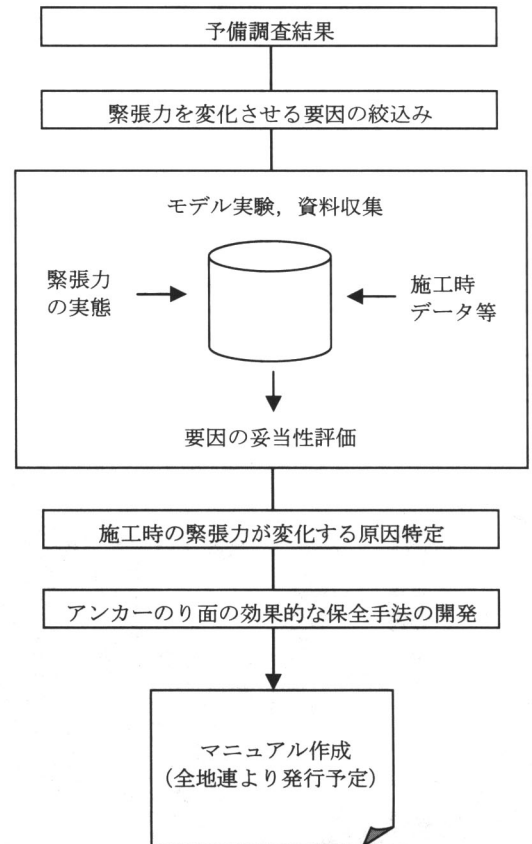 予備調査結果
緊張力を変化させる要因の絞込み
モデル実験，資料収集
緊張力
の実態
施工時
データ等
要因の妥当性評価
施工時の緊張力が変化する原因特定
アンカーのり面の効果的な保全手法の開発
マニュアル作成
(全地連より発行予定)